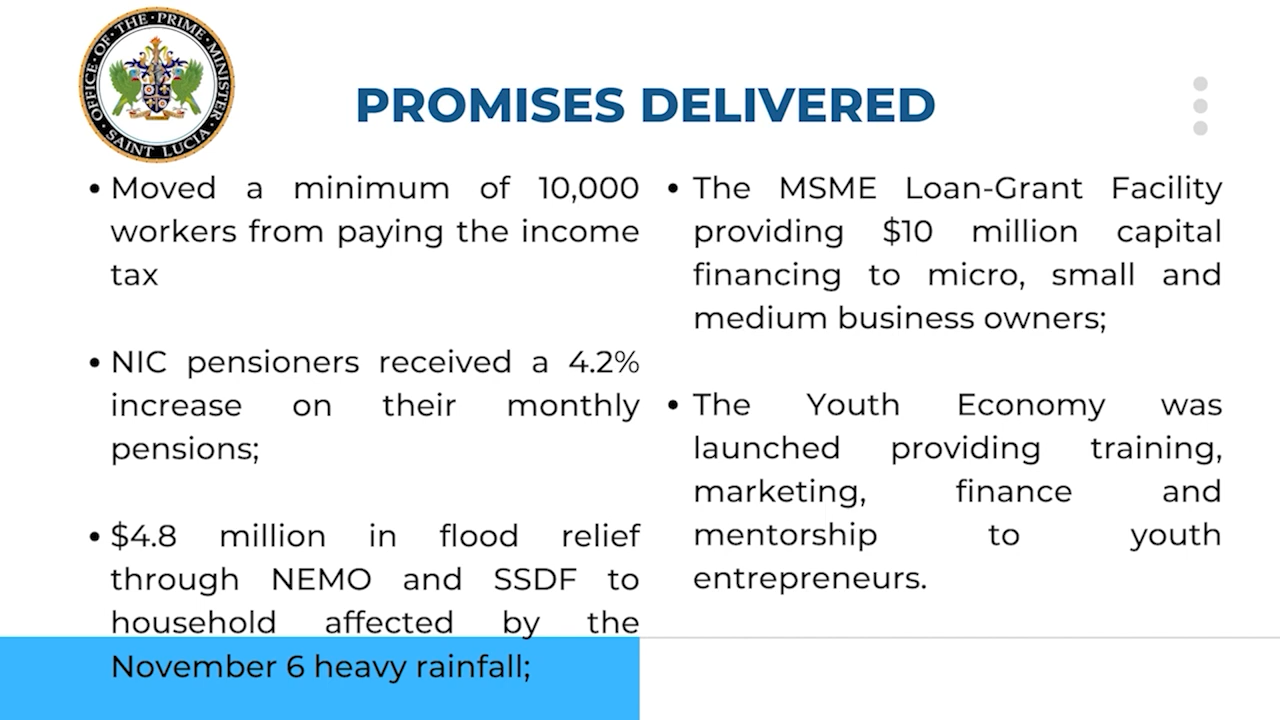 OFFICE OF THE PRIME MINISTER
SAINT LUCIA
PROMISES DELIVERED
• Moved a minimum of 10,000
workers from paying the income
tax
• NIC pensioners received a 4.2%
increase on their monthly
pensions;
• $4.8 million in flood relief
through NEMO and SSDF to
household affected by the
November 6 heavy rainfall;
• The MSME Loan-Grant Facility
providing $10 million capital
financing to micro, small and
medium business owners;
• The Youth Economy was
launched providing training,
marketing, finance and
mentorship to youth
entrepreneurs.